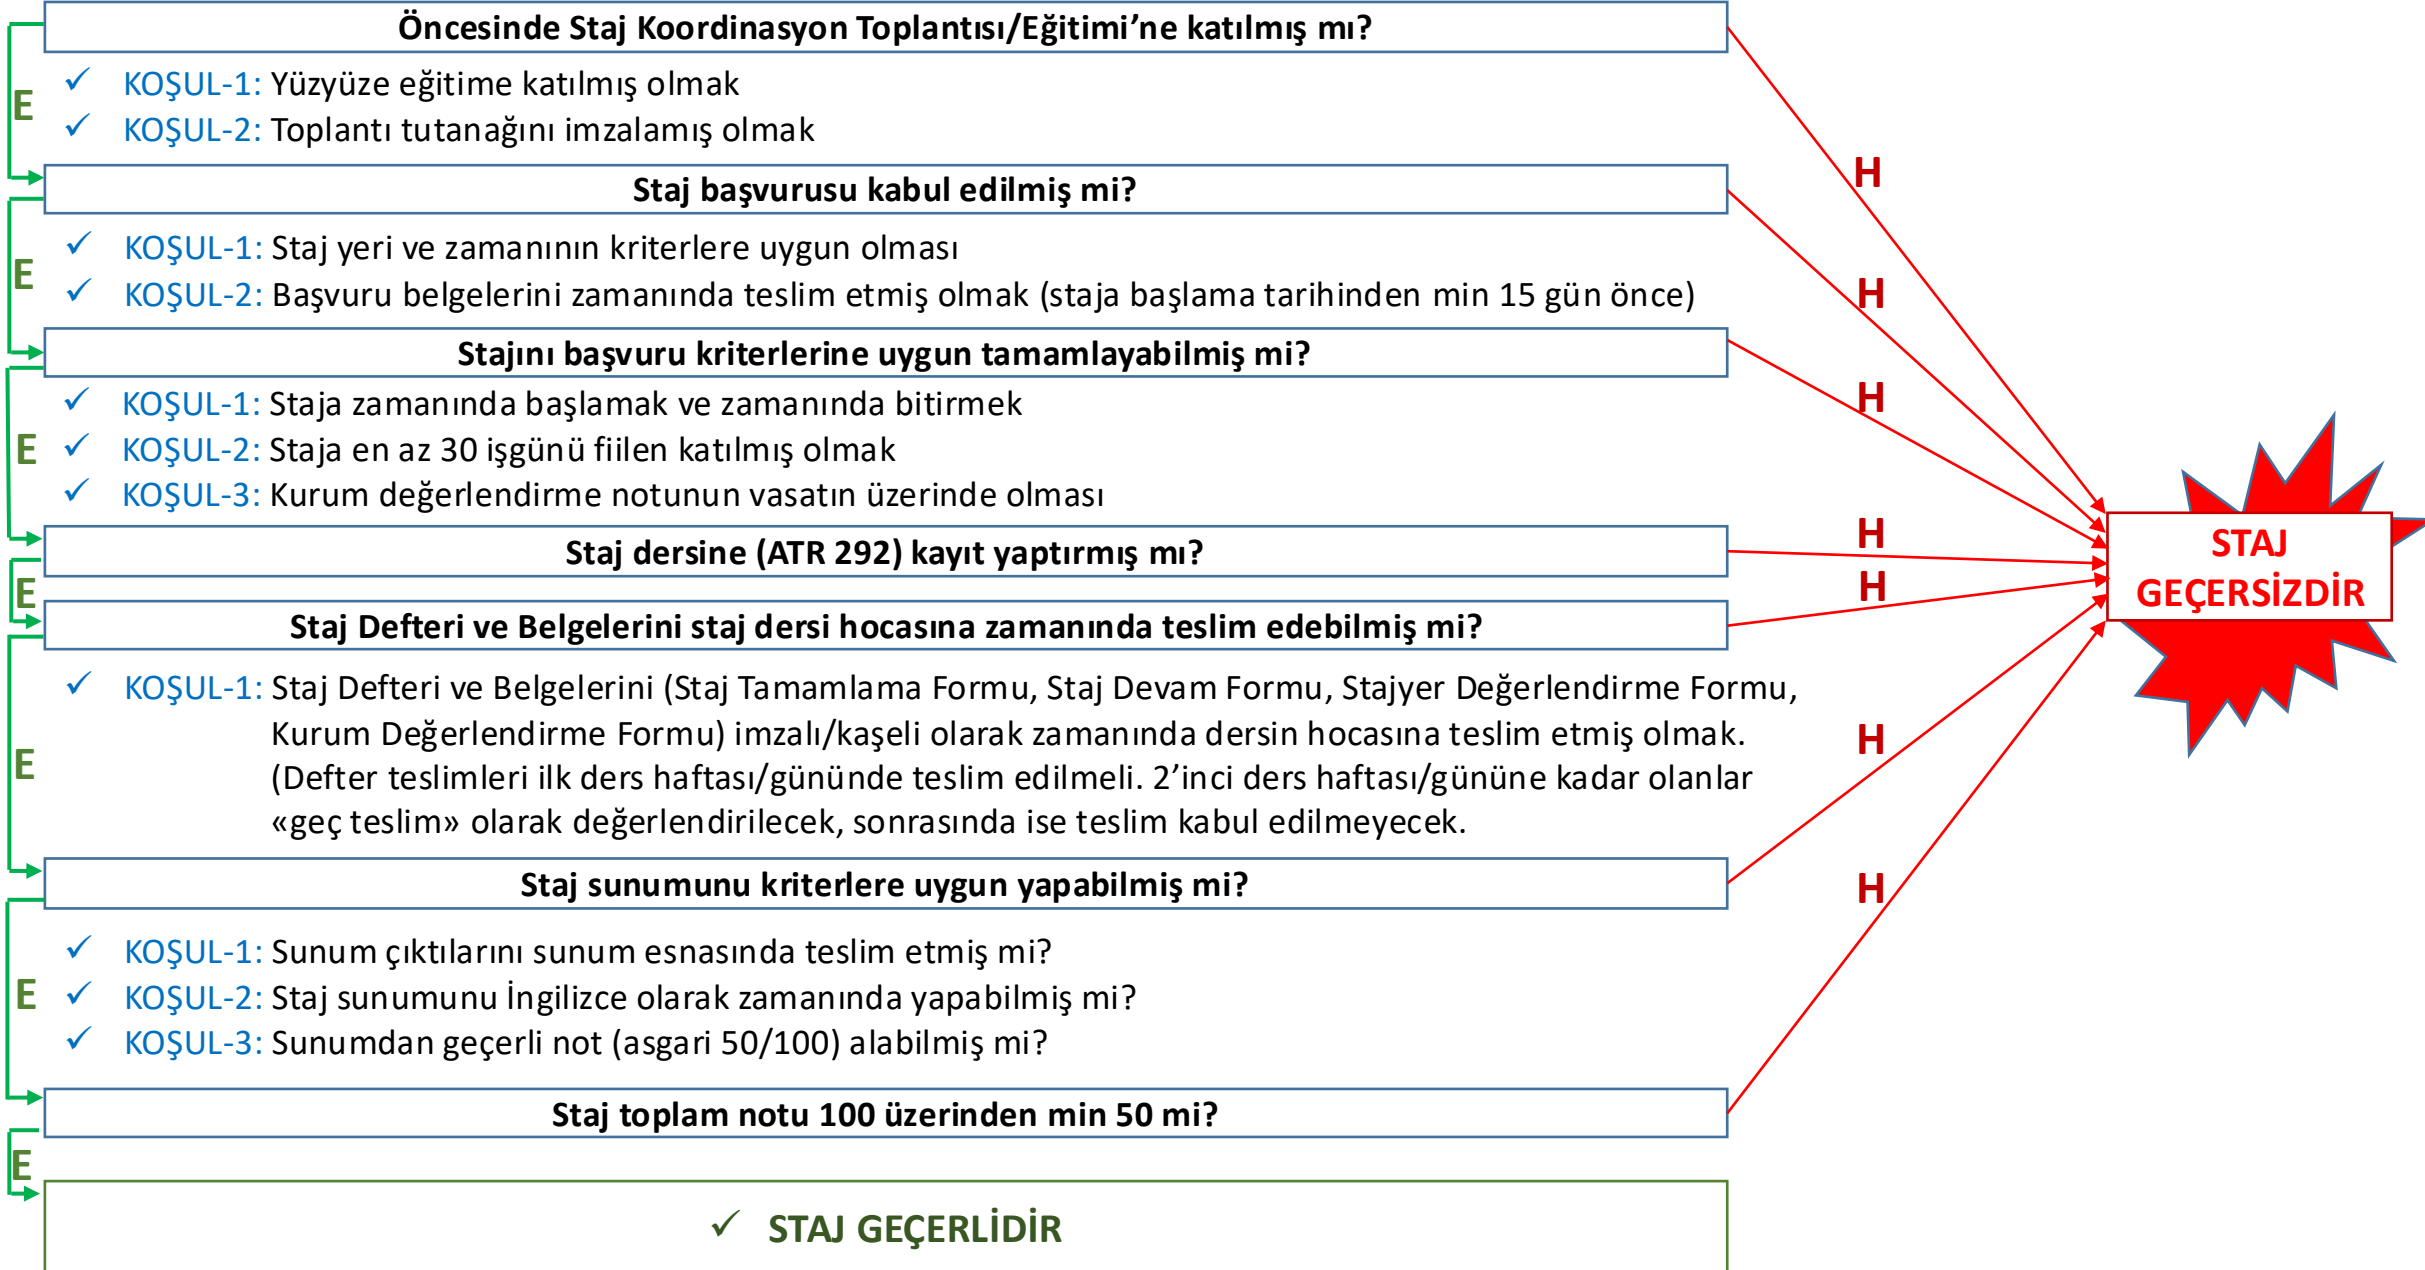 Öncesinde Staj Koordinasyon Toplantısı/Eğitimi’ne katılmış mı?
E
✓ KOŞUL-1: Yüzyüze eğitime katılmış olmak
✓ KOŞUL-2: Toplantı tutanağını imzalamış olmak
H
Staj başvurusu kabul edilmiş mi?
E
✓ KOŞUL-1: Staj yeri ve zamanının kriterlere uygun olması
✓ KOŞUL-2: Başvuru belgelerini zamanında teslim etmiş olmak (staja başlama tarihinden min 15 gün önce)
H
Stajını başvuru kriterlerine uygun tamamlayabilmiş mi?
H
E
✓ KOŞUL-1: Staja zamanında başlamak ve zamanında bitirmek
✓ KOŞUL-2: Staja en az 30 işgünü fiilen katılmış olmak
✓ KOŞUL-3: Kurum değerlendirme notunun vasatın üzerinde olması
H
Staj dersine (ATR 292) kayıt yaptırmış mı?
STAJ
GEÇERSİZDİR
E
H
Staj Defteri ve Belgelerini staj dersi hocasına zamanında teslim edebilmiş mi?
E
✓ KOŞUL-1: Staj Defteri ve Belgelerini (Staj Tamamlama Formu, Staj Devam Formu, Stajyer Değerlendirme Formu,
Kurum Değerlendirme Formu) imzalı/kaşeli olarak zamanında dersin hocasına teslim etmiş olmak.
(Defter teslimleri ilk ders haftası/gününde teslim edilmeli. 2’inci ders haftası/gününe kadar olanlar
«geç teslim» olarak değerlendirilecek, sonrasında ise teslim kabul edilmeyecek.
H
Staj sunumunu kriterlere uygun yapabilmiş mi?
H
E
✓ KOŞUL-1: Sunum çıktılarını sunum esnasında teslim etmiş mi?
✓ KOŞUL-2: Staj sunumunu İngilizce olarak zamanında yapabilmiş mi?
✓ KOŞUL-3: Sunumdan geçerli not (asgari 50/100) alabilmiş mi?
Staj toplam notu 100 üzerinden min 50 mi?
E
✓ STAJ GEÇERLİDİR